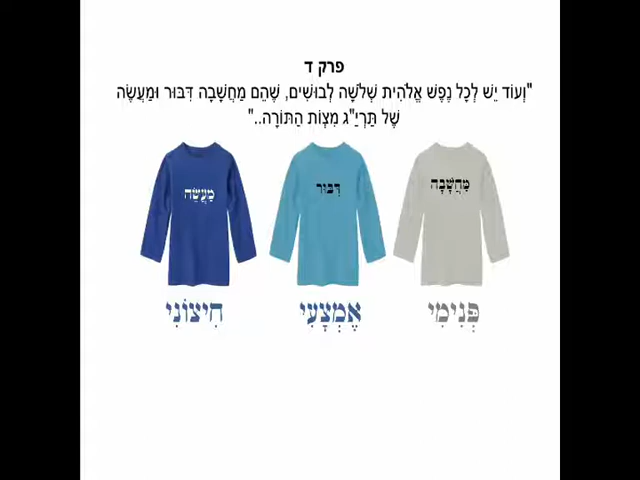 פרק ד
"וְעוֹד יֵשׁ לְכָל נֶפֶשׁ אֱלֹהִית שְׁלֹשָׁה לְבוּשִׁים, שֶׁהֵם מַחֲשָׁבָה דִּבּוּר וּמַעֲשֶׂה
שֶׁל תַּרְיַ"ג מִצְוֹת הַתּוֹרָה.."
מַחֲשָׁבָה דִּבּוּר מַעֲשֶׂה
פְּנִימִי אֶמְצָעִי חִיצוֹנִי